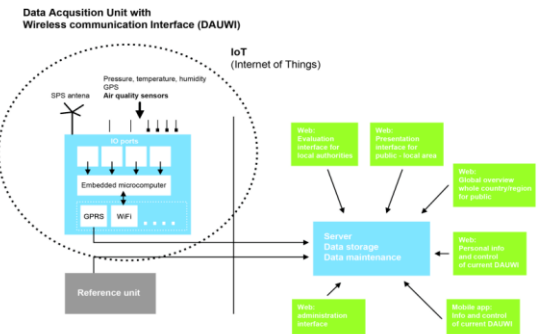 Data Acqusition Unit with
Wireless communication Interface (DAUWI)
IoT
(Internet of Things)
Pressure, temperature, humidity
GPS
Air quality sensors
SPS antena
IO ports
Embedded microcomputer
GPRS
WiFi
Reference unit
Web:
Evaluation
interface for
local authorities
Web:
Presentation
interface for
public - local area
Web:
Global overview
whole country/region
for public
Server
Data storage
Data maintenance
Web:
Personal info
and control
of current DAUWI
Web:
administration
interface
Mobile app:
Info and control
of current DAUWI